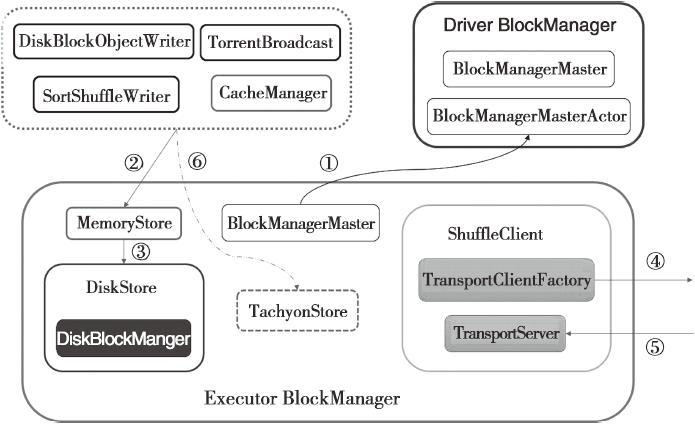 DiskBlockObjectWriter
TorrentBroadcast
SortShuffleWriter
CacheManager
Driver BlockManager
BlockManagerMaster
BlockManagerMasterActor
②
⑥
①
MemoryStore
BlockManagerMaster
③
DiskStore
DiskBlockManger
TachyonStore
ShuffleClient
TransportClientFactory
④
TransportServer
⑤
Executor BlockManager